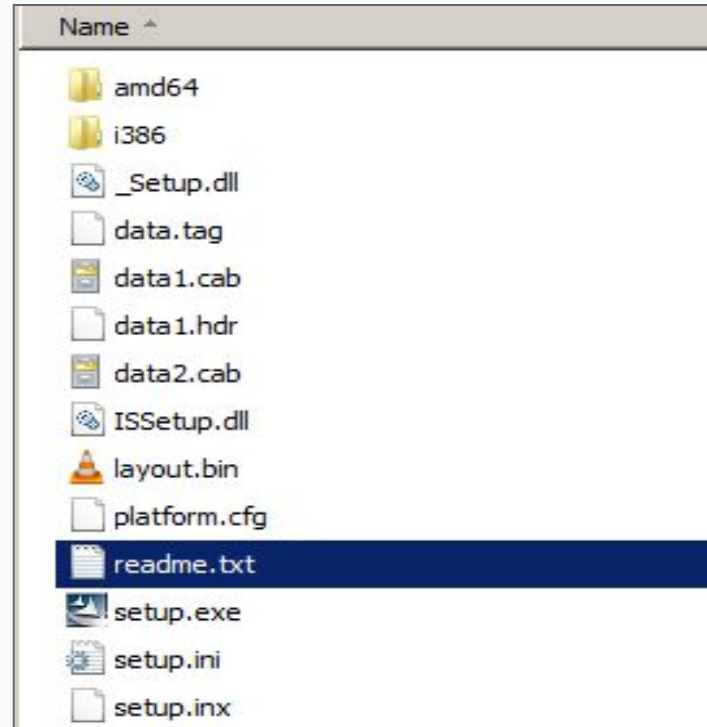 Name
amd64
i386
_Setup.dll
data.tag
data1.cab
data1.hdr
data2.cab
ISSetup.dll
layout.bin
platform.cfg
readme.txt
setup.exe
setup.ini
setup.inx